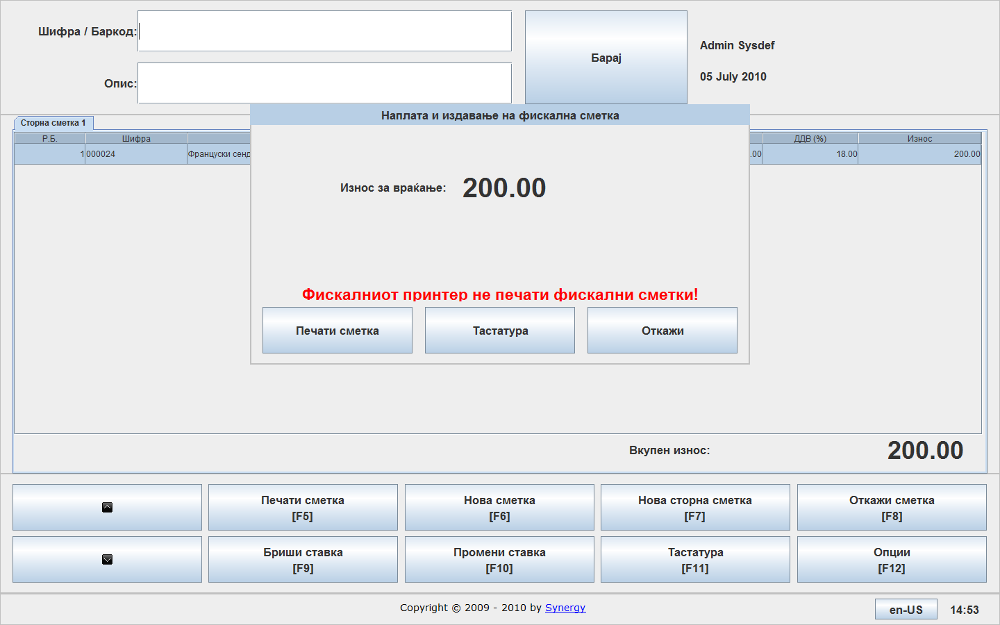 Шифра / Баркод:
Барај
Admin Sysdef
Опис:
05 July 2010
Наплата и издавање на фискална сметка
Сторна сметка 1
Р.Б. Шифра ДДВ (%) Износ
1 000024 Француски сенд .00 18.00 200.00
Износ за враќање: 200.00
Фискалниот принтер не печати фискални сметки!
Печати сметка Тастатура Откажи
Вкупен износ: 200.00
Печати сметка
[F5]
Нова сметка
[F6]
Нова сторна сметка
[F7]
Откажи сметка
[F8]
Бриши ставка
[F9]
Промени ставка
[F10]
Тастатура
[F11]
Опции
[F12]
Copyright © 2009 - 2010 by Synergy
en-US 14:53